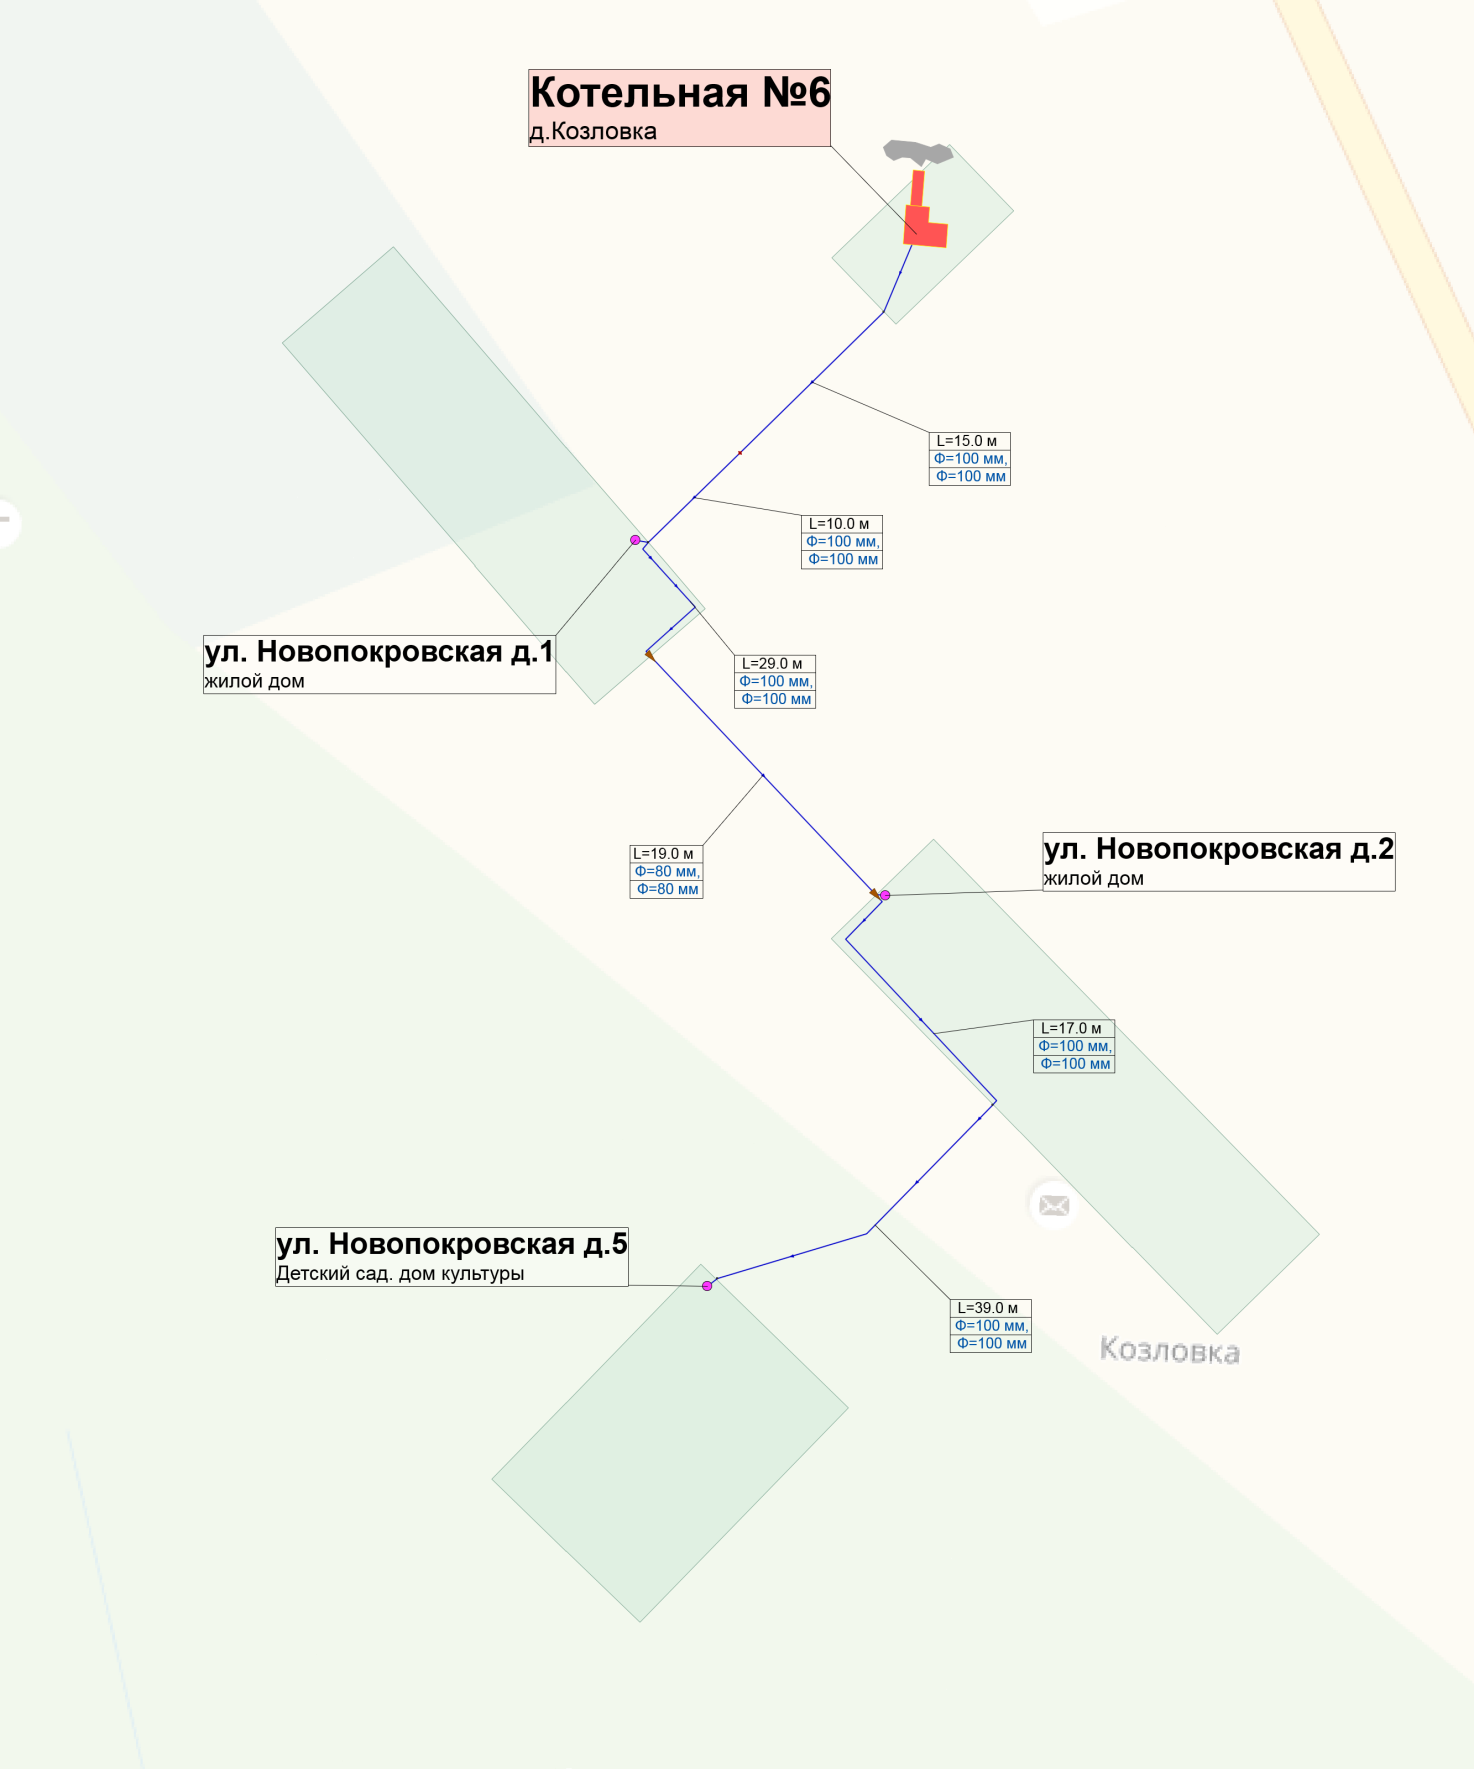 Котельная №6
д.Козловка
L=15.0 м
Ф=100 мм,
Ф=100 мм
L=10.0 м
Ф=100 мм,
Ф=100 мм
ул. Новопокровская д.1
жилой дом
L=29.0 м
Ф=100 мм,
Ф=100 мм
L=19.0 м
Ф=80 мм,
Ф=80 мм
ул. Новопокровская д.2
жилой дом
L=17.0 м
Ф=100 мм,
Ф=100 мм
ул. Новопокровская д.5
Детский сад. дом культуры
L=39.0 м
Ф=100 мм,
Ф=100 мм
Козловка